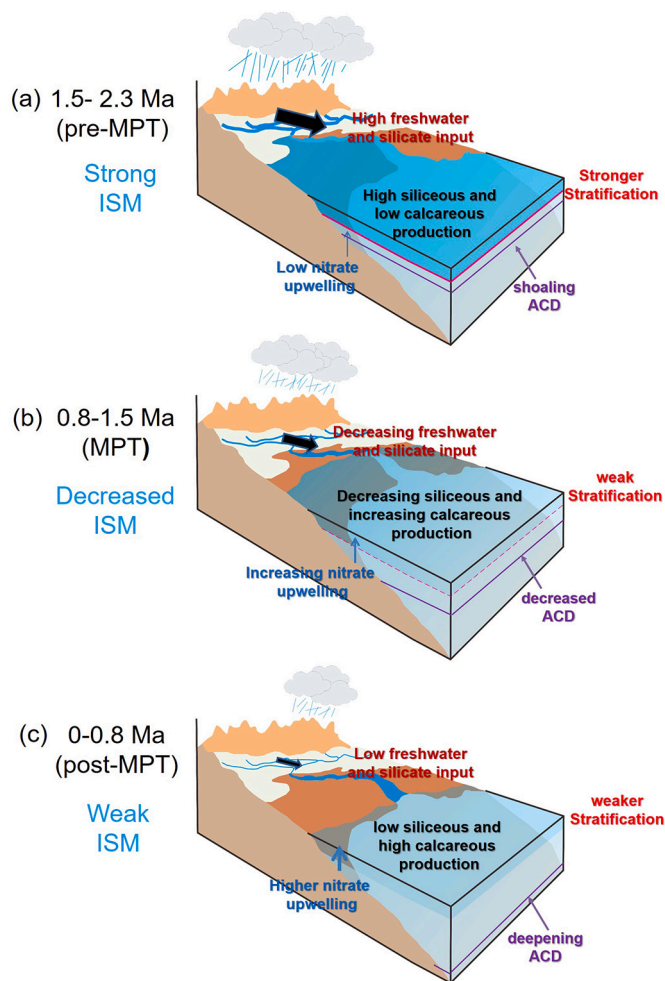 (a) 1.5- 2.3 Ma
(pre-MPT)
Strong
ISM
High freshwater
and silicate input
High siliceous and
low calcareous
production
Stronger
Stratification
Low nitrate
upwelling
shoaling
ACD
(b) 0.8-1.5 Ma
(MPT)
Decreased
ISM
Decreasing freshwater
and silicate input
Decreasing siliceous and
increasing calcareous
production
weak
Stratification
Increasing nitrate
upwelling
decreased
ACD
(c) 0-0.8 Ma
(post-MPT)
Weak
ISM
Low freshwater
and silicate input
low siliceous and
high calcareous
production
weaker
Stratification
Higher nitrate
upwelling
deepening
ACD